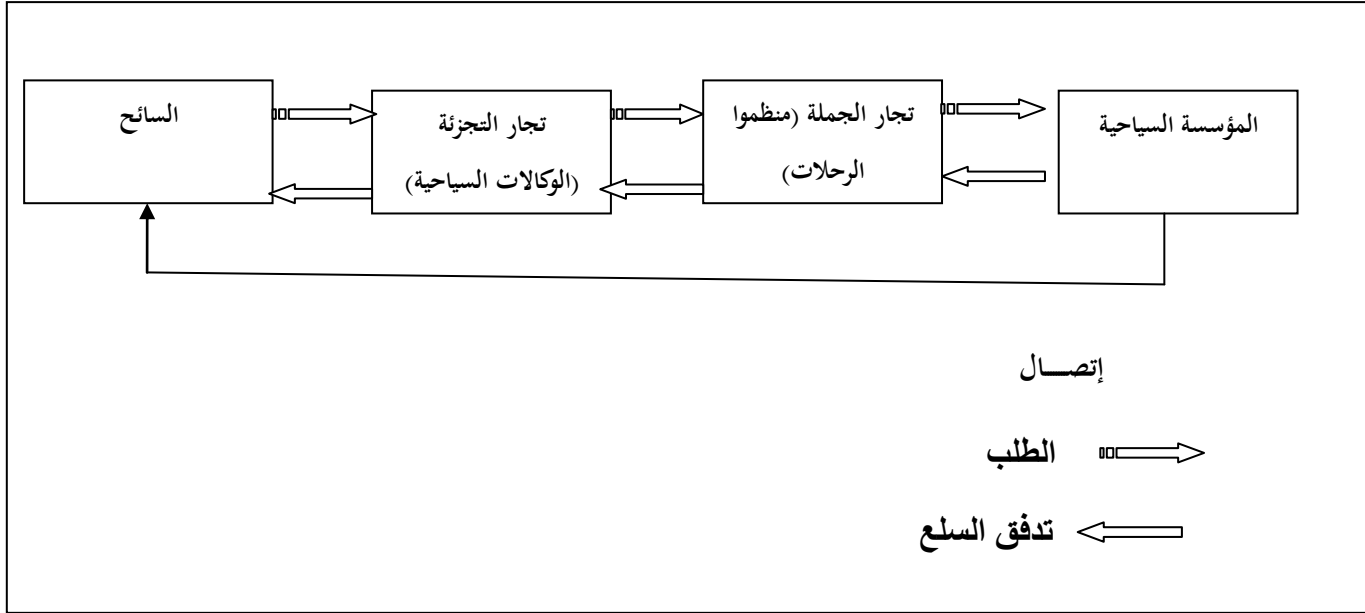 المؤسسة السياحية
تجار الجملة (منظموا
الرحلات)
تجار التجزئة
(الوكالات السياحية)
السائح
إتصـــال
الطلب
تدفق السلع